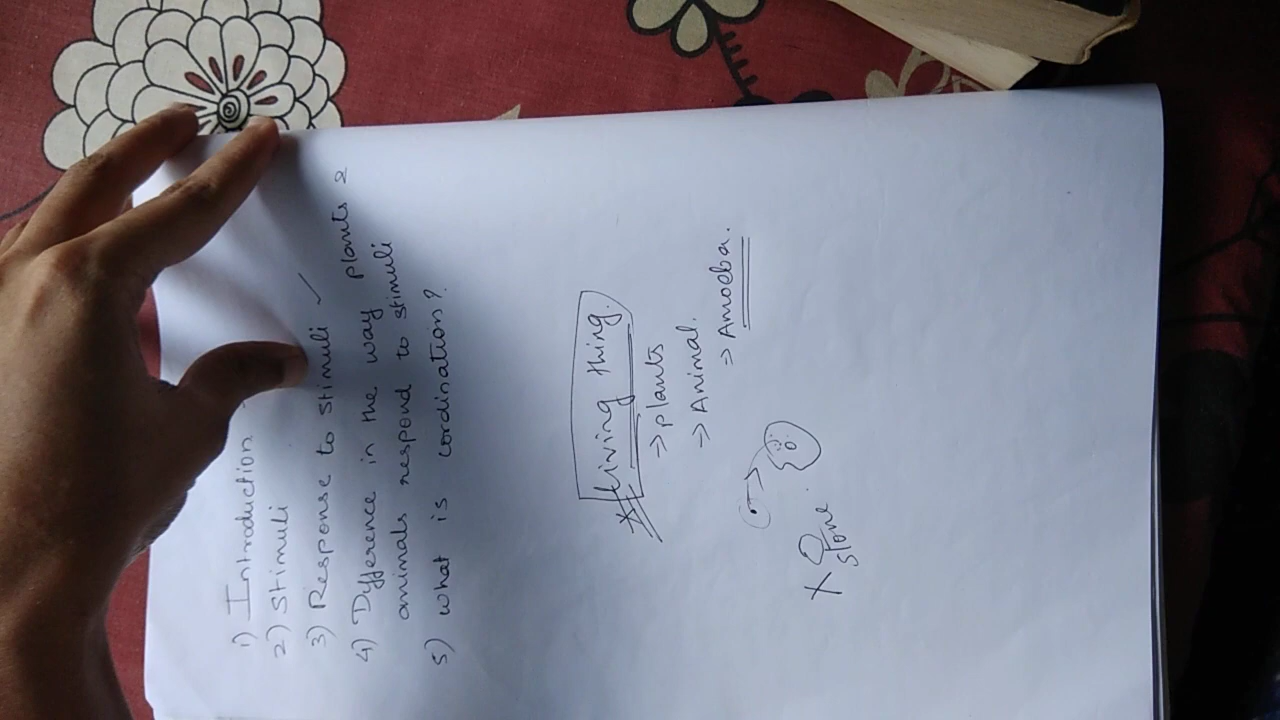 1) Introduction
2) Stimuli
3) Response to stimuli ✓
4) Difference in the way plants 2
animals respond to stimuli
5) what is cordination?
* Living thing.
→ plants
→ Animal.
⇒ Amoeba.
X Stone